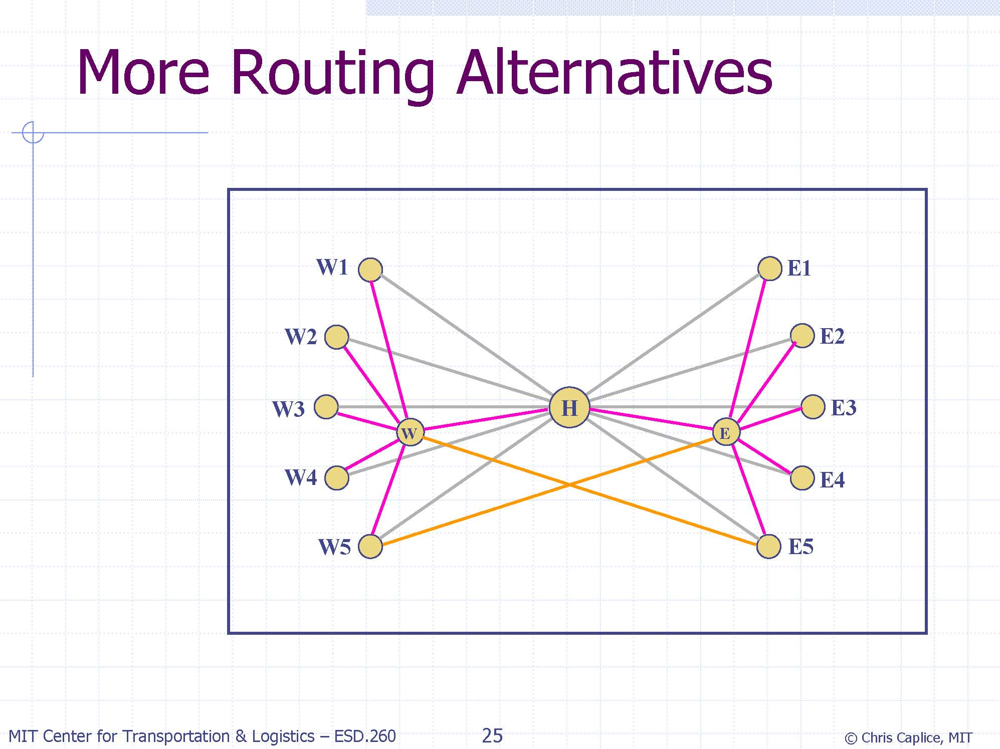 More Routing Alternatives
W1
E1
W2
E2
W3
H
E3
W
E
W4
E4
W5
E5
MIT Center for Transportation & Logistics – ESD.260
25
© Chris Caplice, MIT